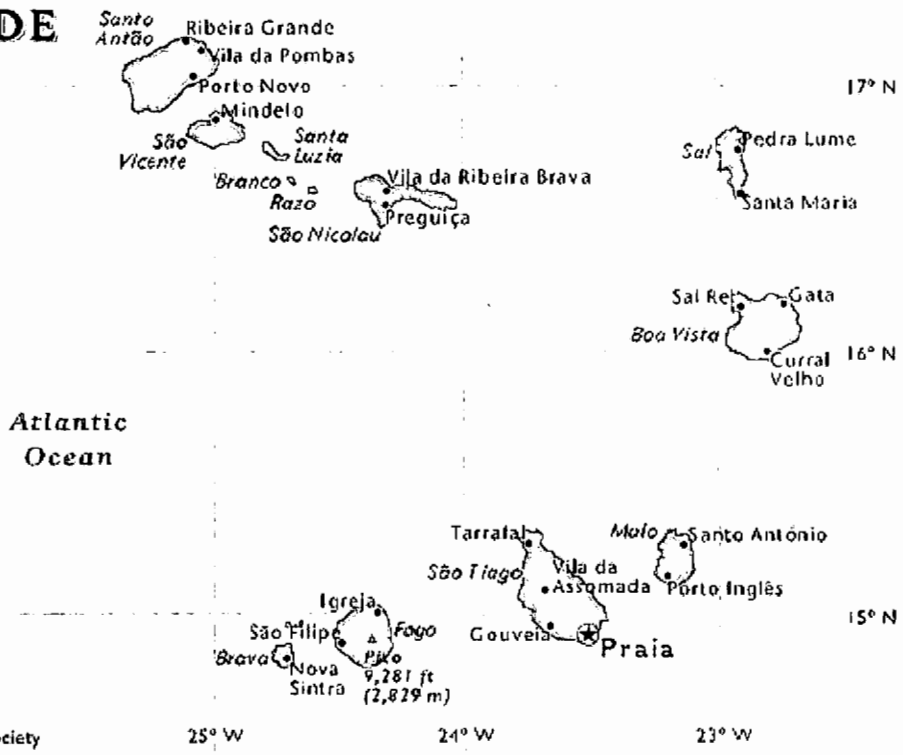 DE
Santo
Antão
Ribeira Grande
Vila da Pombas
Porto Novo
17° N
Mindelo
São
Vicente
Santa
Luzia
Sal
Pedra Lume
Branco
Razo
Vila da Ribeira Brava
Preguiça
São Nicolau
Santa Maria
Sal Rei
Gata
Boa Vista
16° N
Curral
Velho
Atlantic
Ocean
Tarrafal
Maio
Santo António
São Tiago
Vila da
Assomada
Porto Inglês
Igreja
São Filipe
Fogo
Gouveia
15° N
Praia
Brava
Nova
Sintra
Pico
9,281 ft
(2,829 m)
ciety
25° W
24° W
23° W